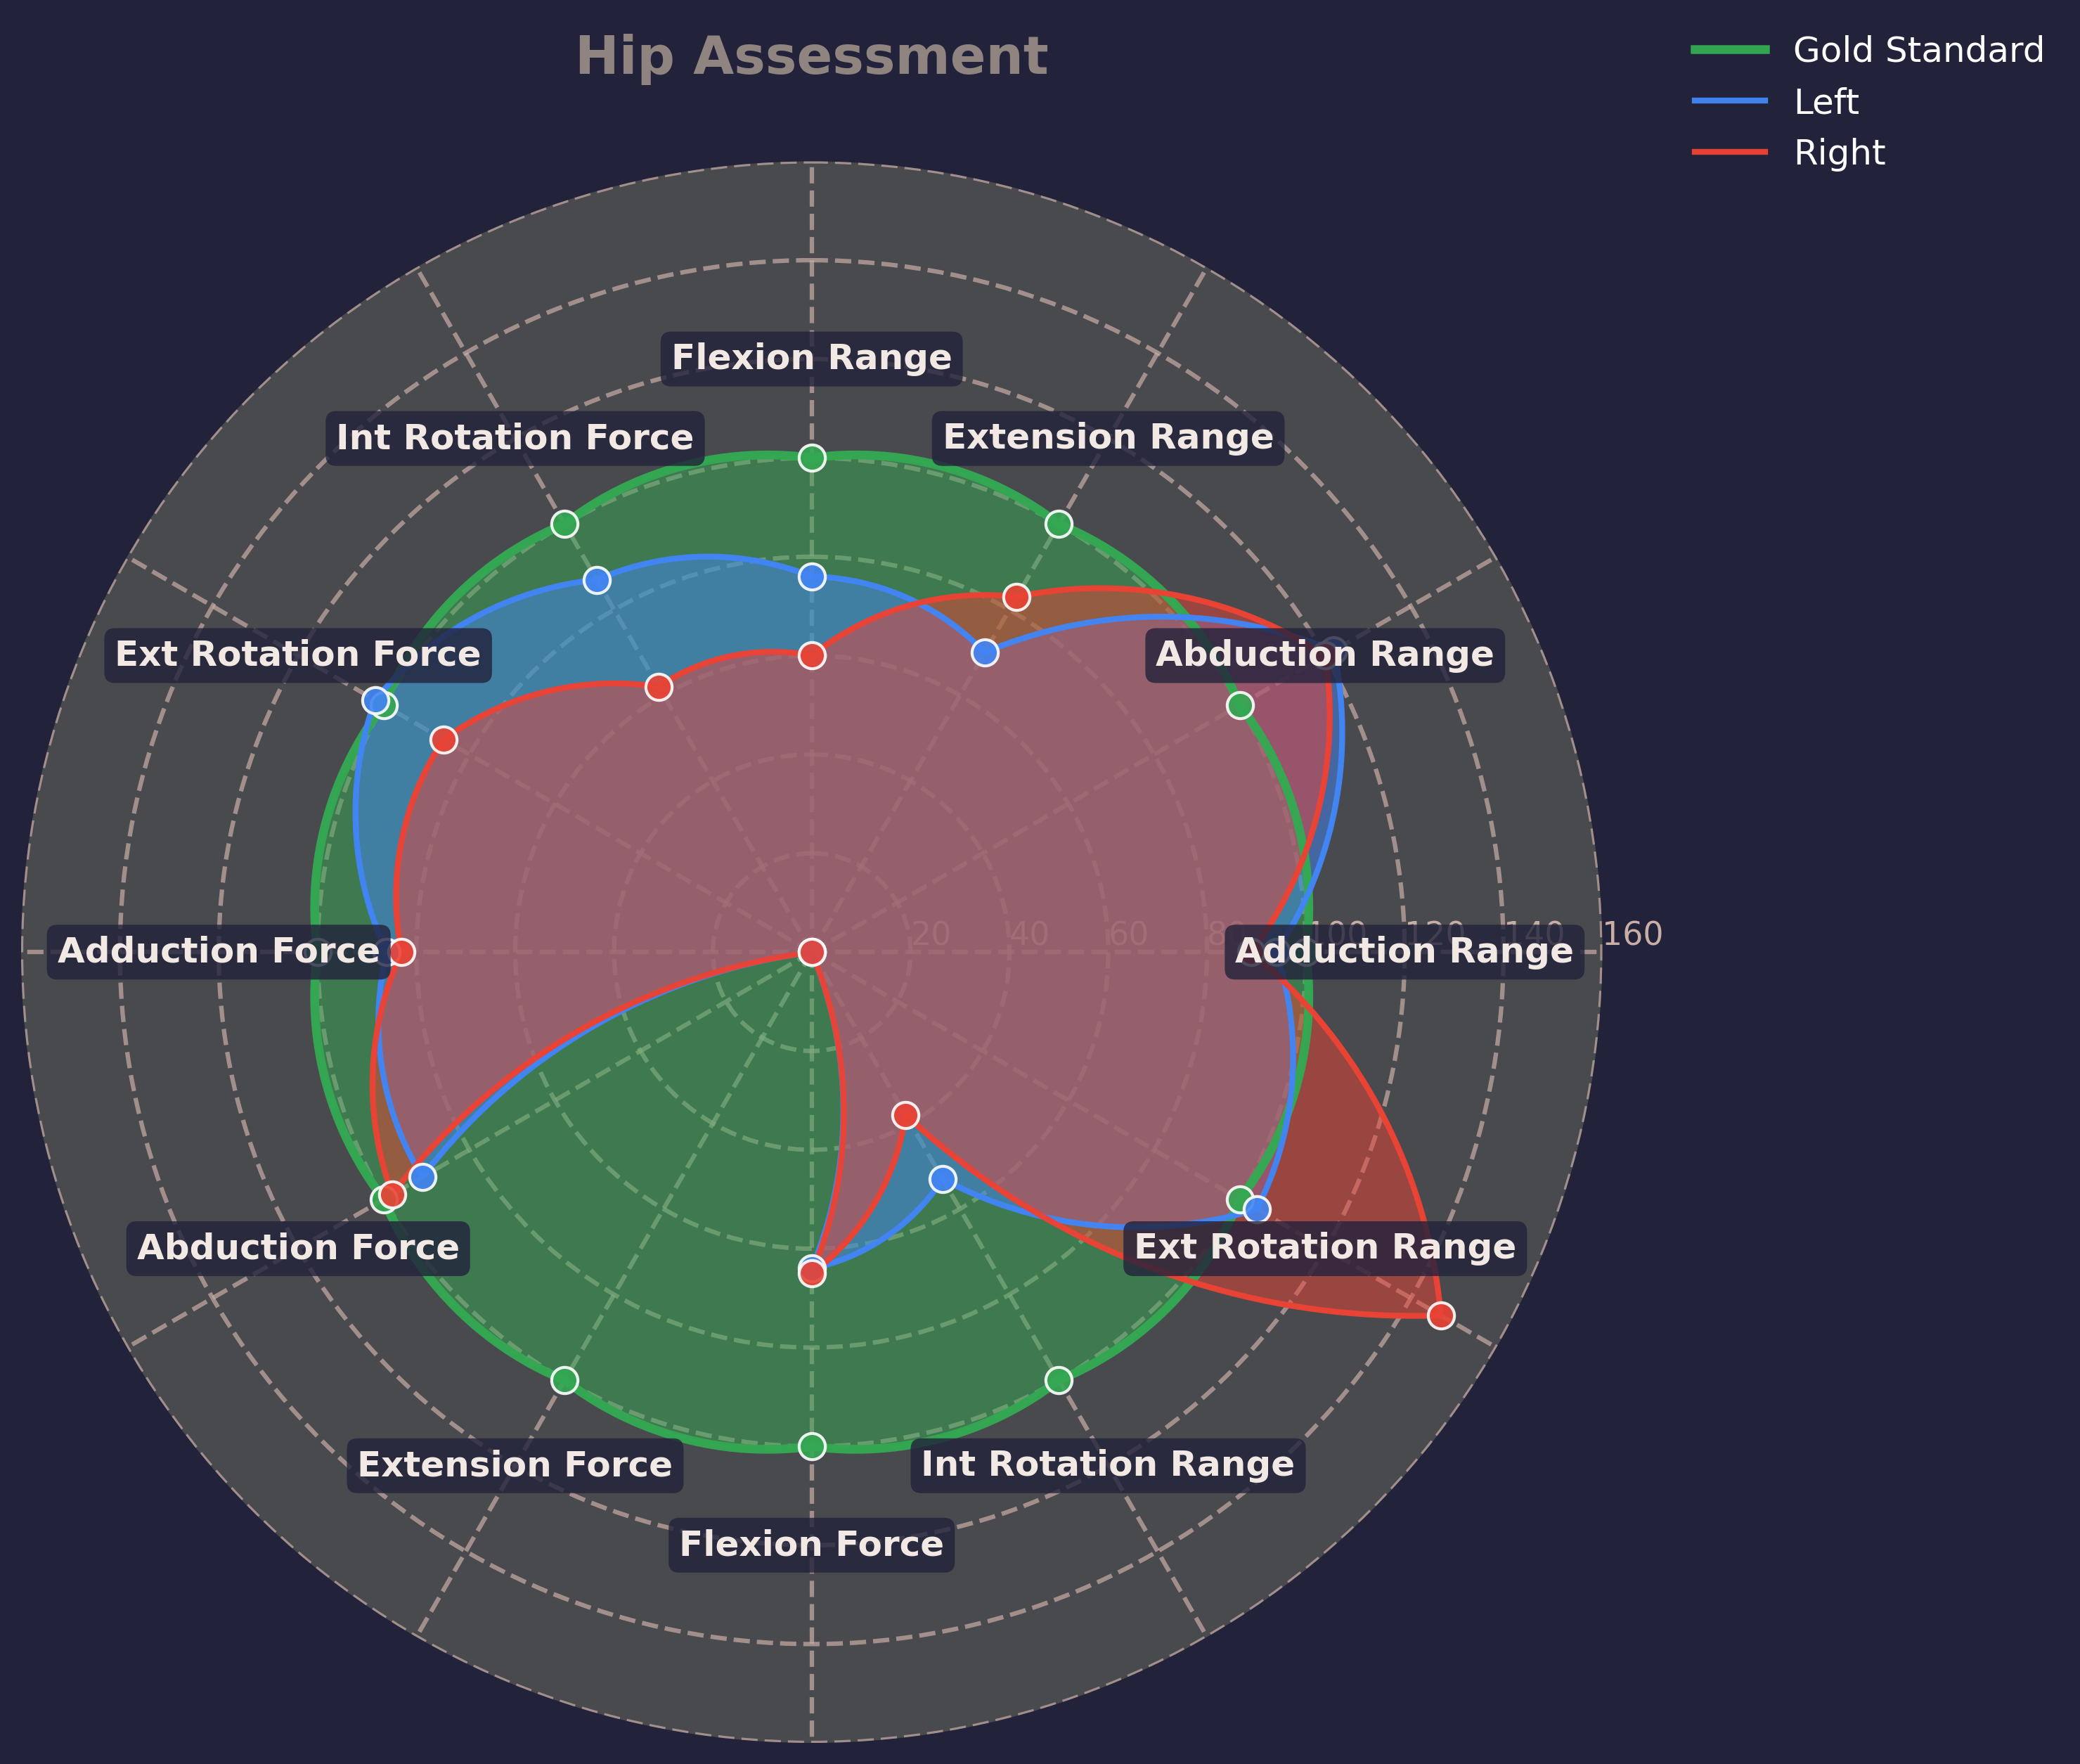 Hip Assessment
Gold Standard
Left
Right
Flexion Range
Int Rotation Force
Extension Range
Ext Rotation Force
Abduction Range
20
40
60
80
100
120
140
160
Adduction Force
Adduction Range
Abduction Force
Ext Rotation Range
Extension Force
Int Rotation Range
Flexion Force